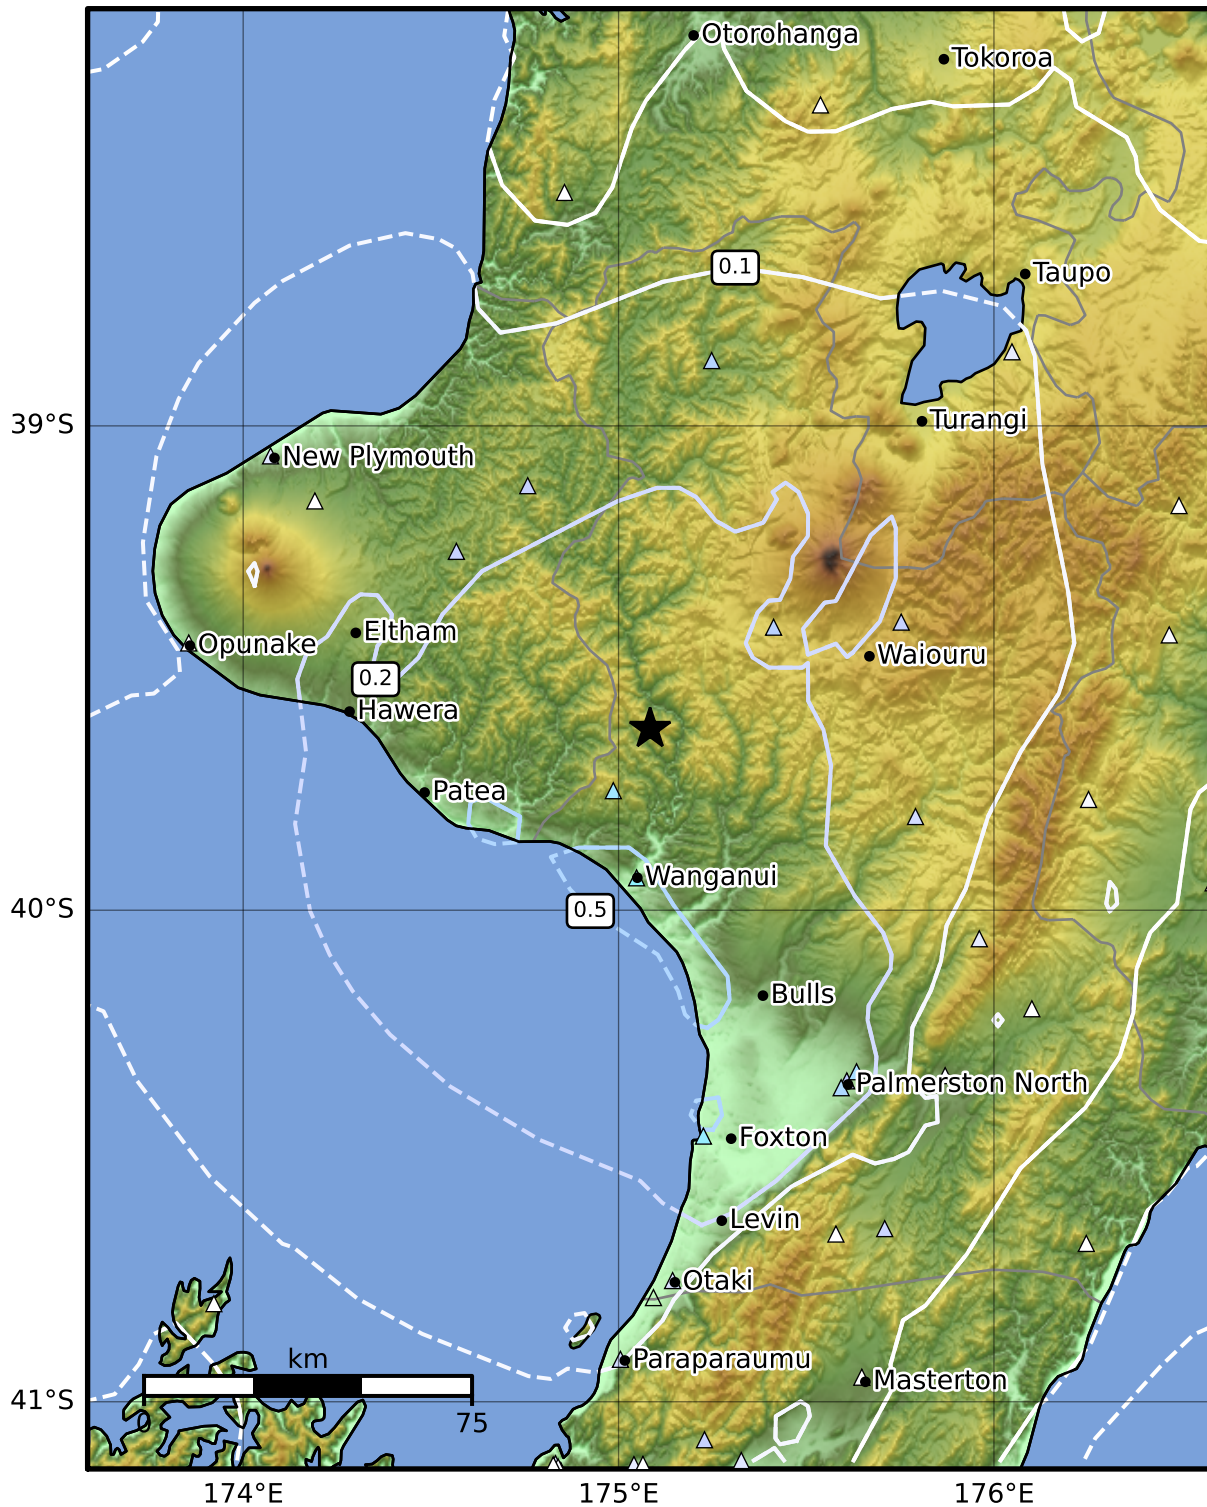 Otorohanga
Tokoroa
0.1
Taupo
Turangi
39°S
New Plymouth
Eltham
Opunake
Waiouru
0.2
Hawera
Patea
Wanganui
40°S
0.5
Bulls
Palmerston North
Foxton
Levin
Otaki
km
Paraparaumu
Masterton
41°S
0
75
174°E
175°E
176°E